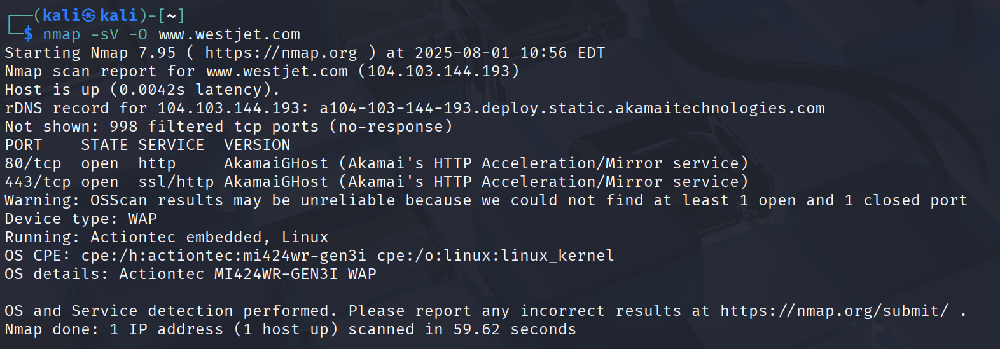 ┌──(kali㉿kali)-[~]
└─$ nmap -sV -O www.westjet.com
Starting Nmap 7.95 ( https://nmap.org ) at 2025-08-01 10:56 EDT
Nmap scan report for www.westjet.com (104.103.144.193)
Host is up (0.0042s latency).
rDNS record for 104.103.144.193: a104-103-144-193.deploy.static.akamaitechnologies.com
Not shown: 998 filtered tcp ports (no-response)
PORT    STATE SERVICE  VERSION
80/tcp  open  http     AkamaiGHost (Akamai's HTTP Acceleration/Mirror service)
443/tcp open  ssl/http AkamaiGHost (Akamai's HTTP Acceleration/Mirror service)
Warning: OSScan results may be unreliable because we could not find at least 1 open and 1 closed port
Device type: WAP
Running: Actiontec embedded, Linux
OS CPE: cpe:/h:actiontec:mi424wr-gen3i cpe:/o:linux:linux_kernel
OS details: Actiontec MI424WR-GEN3I WAP
OS and Service detection performed. Please report any incorrect results at https://nmap.org/submit/ .
Nmap done: 1 IP address (1 host up) scanned in 59.62 seconds